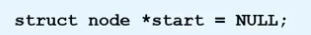 struct node *start = NULL;